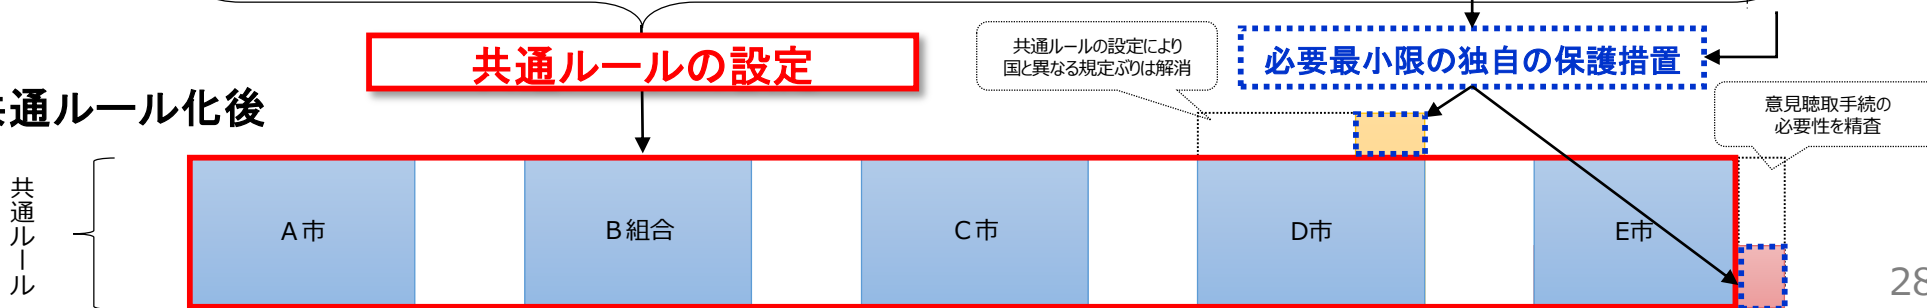 共通ルールの設定
共通ルールの設定により
国と異なる規定ぶりは解消
必要最小限の独自の保護措置
通ルール化後
意見聴取手続の
必要性を精査
共通ルール
A市
B組合
C市
D市
E市
28